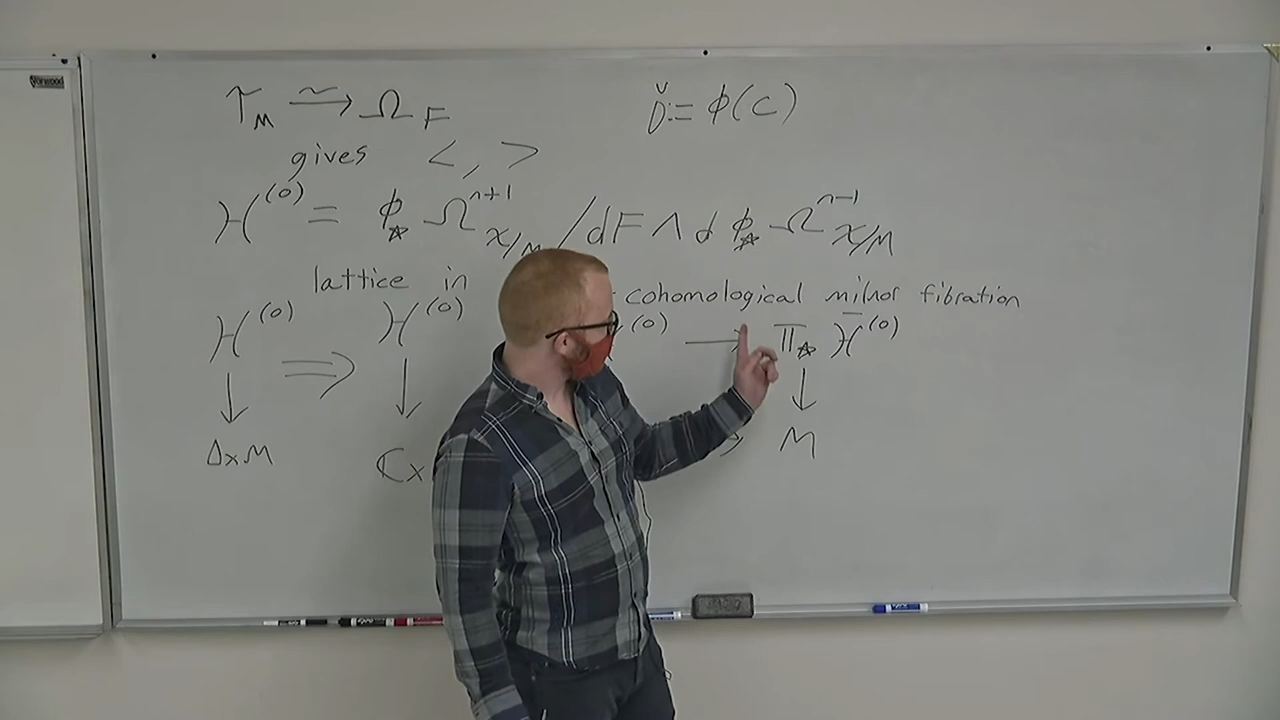 𝒯_M ⥲ Ω_F
Ď := ϕ(C)
gives < , >
H^(0) = ϕ_* Ω^{n+1}_{X/M} / dF ∧ d ϕ_* Ω^{n-1}_{X/M}
lattice in cohomological milnor fibration
H^(0) ⇒ H^(0) ^(0) → π_* H̄^(0)
↓ ↓ ↓
Δ×M ℂ× → M